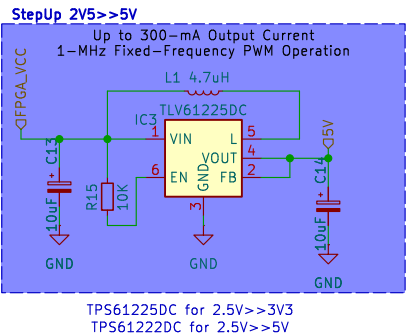 StepUp 2V5>>5V
Up to 300-mA Output Current
1-MHz Fixed-Frequency PWM Operation
FPGA_VCC
L1 4.7uH
IC3
TLV61225DC
5V
1 VIN L 5
VOUT 4
6 EN GND FB 2
3
C13
10uF
R15
10K
C14
10uF
GND
GND
GND
TPS61225DC for 2.5V>>3V3
TPS61222DC for 2.5V>>5V